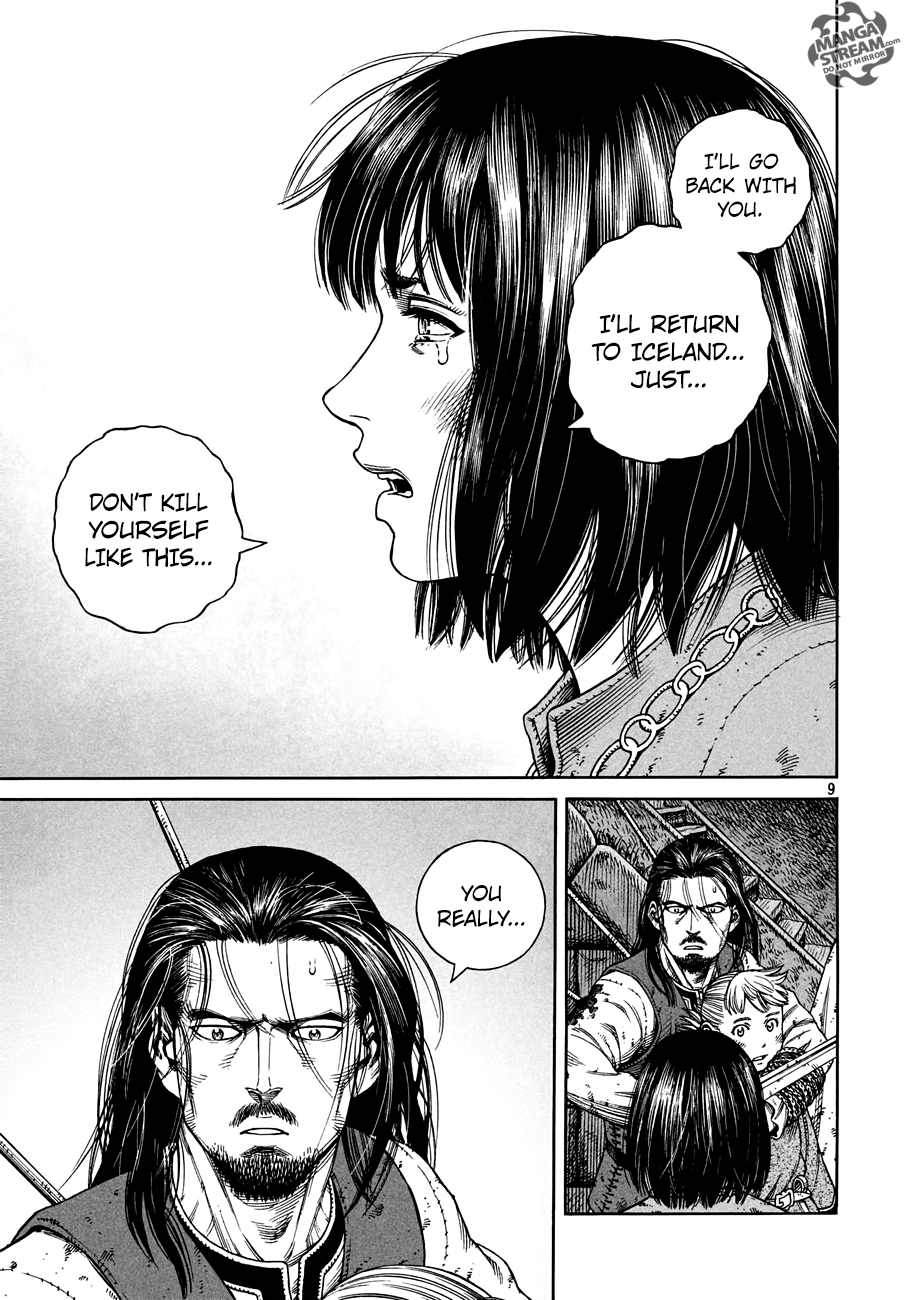 MANGA
STREAM.com
DO NOT MIRROR
I'LL GO
BACK WITH
YOU.
I'LL RETURN
TO ICELAND...
JUST...
DON'T KILL
YOURSELF
LIKE THIS...
9
YOU
REALLY...